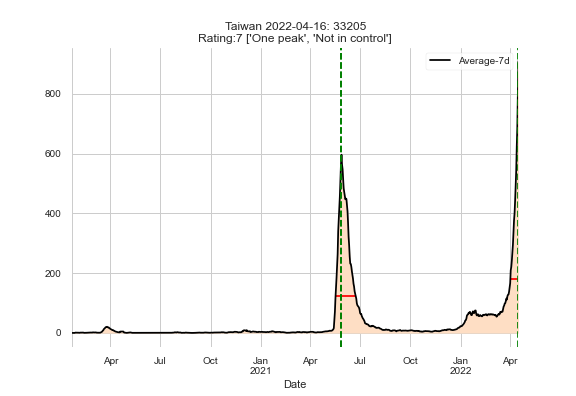 Taiwan 2022-04-16: 33205
Rating:7 ['One peak', 'Not in control']
Average-7d
800
600
400
200
0
Apr Jul Oct Jan Apr Jul Oct Jan Apr
2021 2022
Date